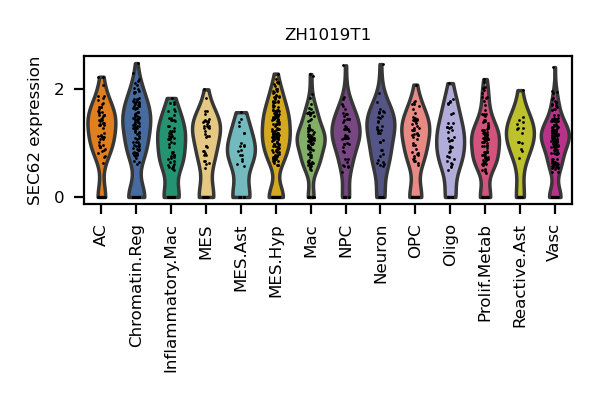 ZH1019T1
SEC62 expression
2
0
AC
Chromatin.Reg
Inflammatory.Mac
MES
MES.Ast
MES.Hyp
Mac
NPC
Neuron
OPC
Oligo
Prolif.Metab
Reactive.Ast
Vasc